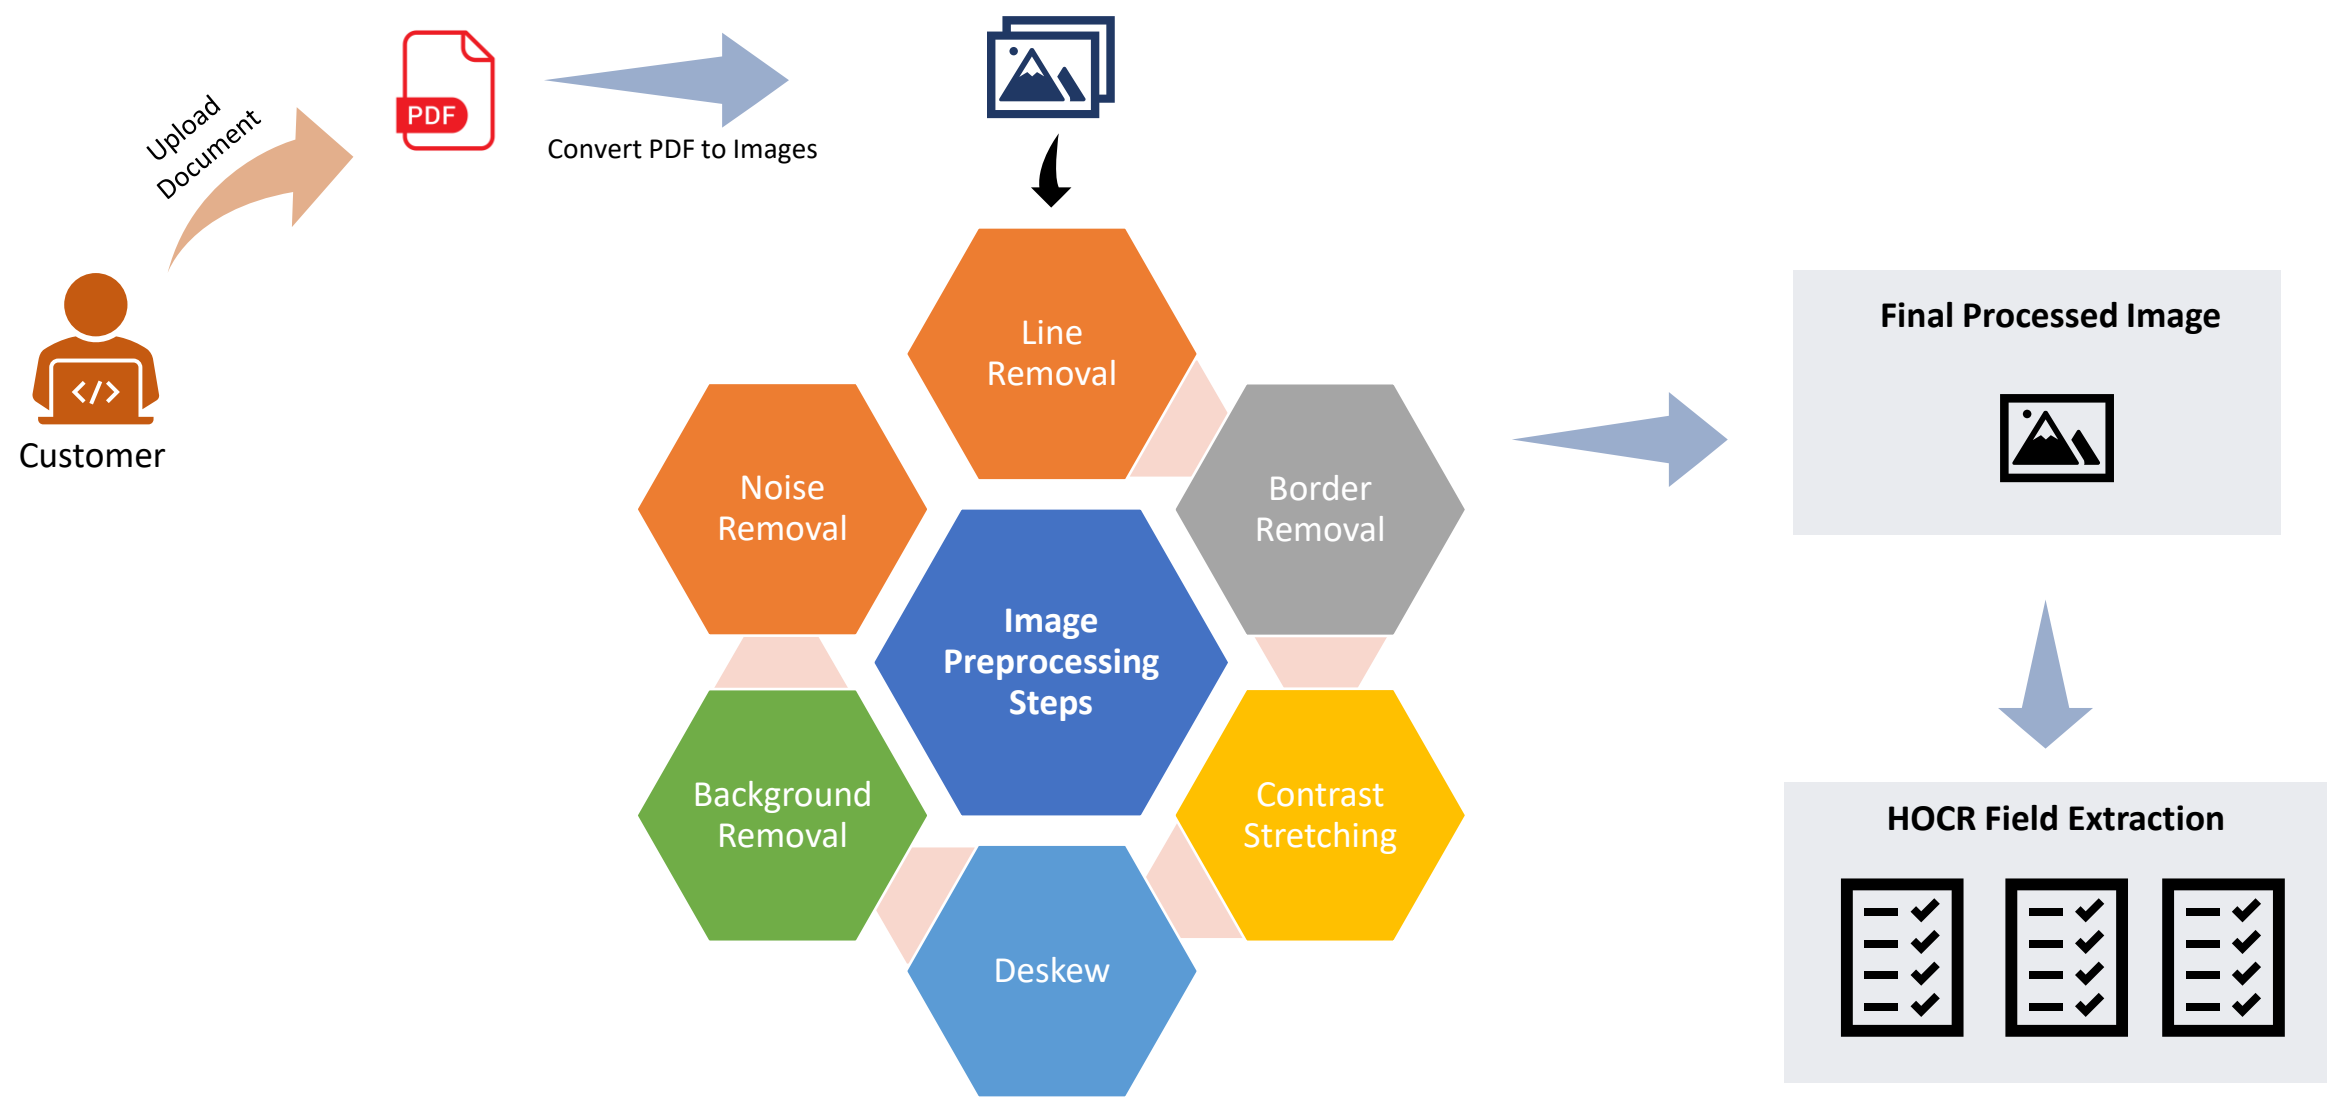 Upload
Document
PDF
Convert PDF to Images
Customer
</>
Line
Removal
Noise
Removal
Border
Removal
Image
Preprocessing
Steps
Background
Removal
Contrast
Stretching
Deskew
Final Processed Image
HOCR Field Extraction